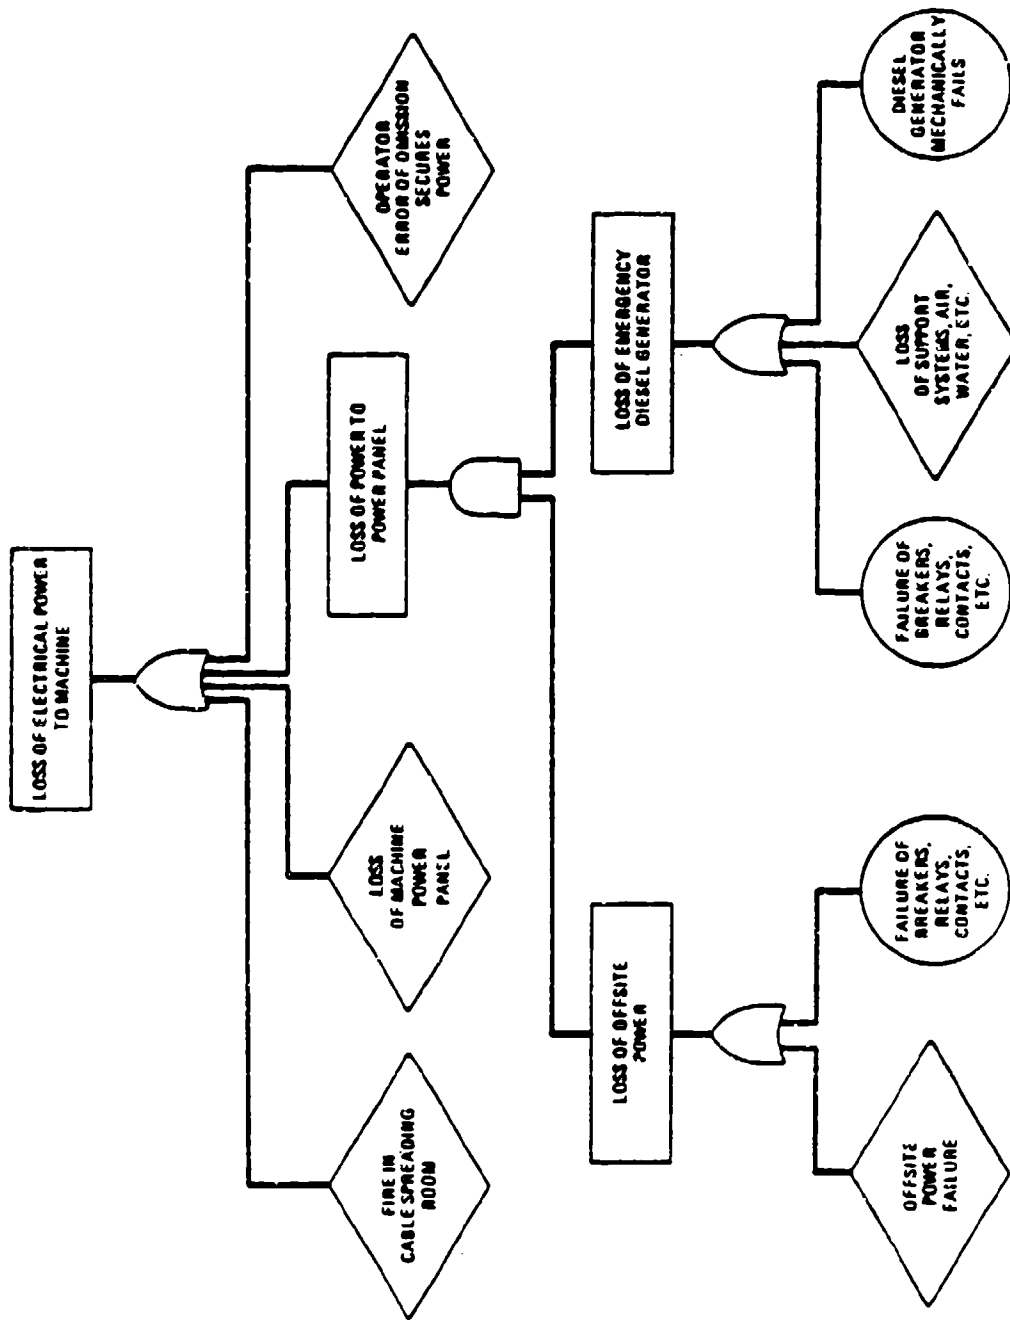 LOSS OF ELECTRICAL POWER
TO MACHINE
FIRE IN
CABLE SPREADING
ROOM
LOSS
OF MACHINE
POWER
PANEL
LOSS OF POWER TO
POWER PANEL
OPERATOR
ERROR OF OMISSION
SECURES
POWER
LOSS OF OFFSITE
POWER
LOSS OF EMERGENCY
DIESEL GENERATOR
OFFSITE
POWER
FAILURE
FAILURE OF
BREAKERS,
RELAYS,
CONTACTS,
ETC.
FAILURE OF
BREAKERS,
RELAYS,
CONTACTS,
ETC.
LOSS
OF SUPPORT
SYSTEMS, AIR,
WATER, ETC.
DIESEL
GENERATOR
MECHANICALLY
FAILS